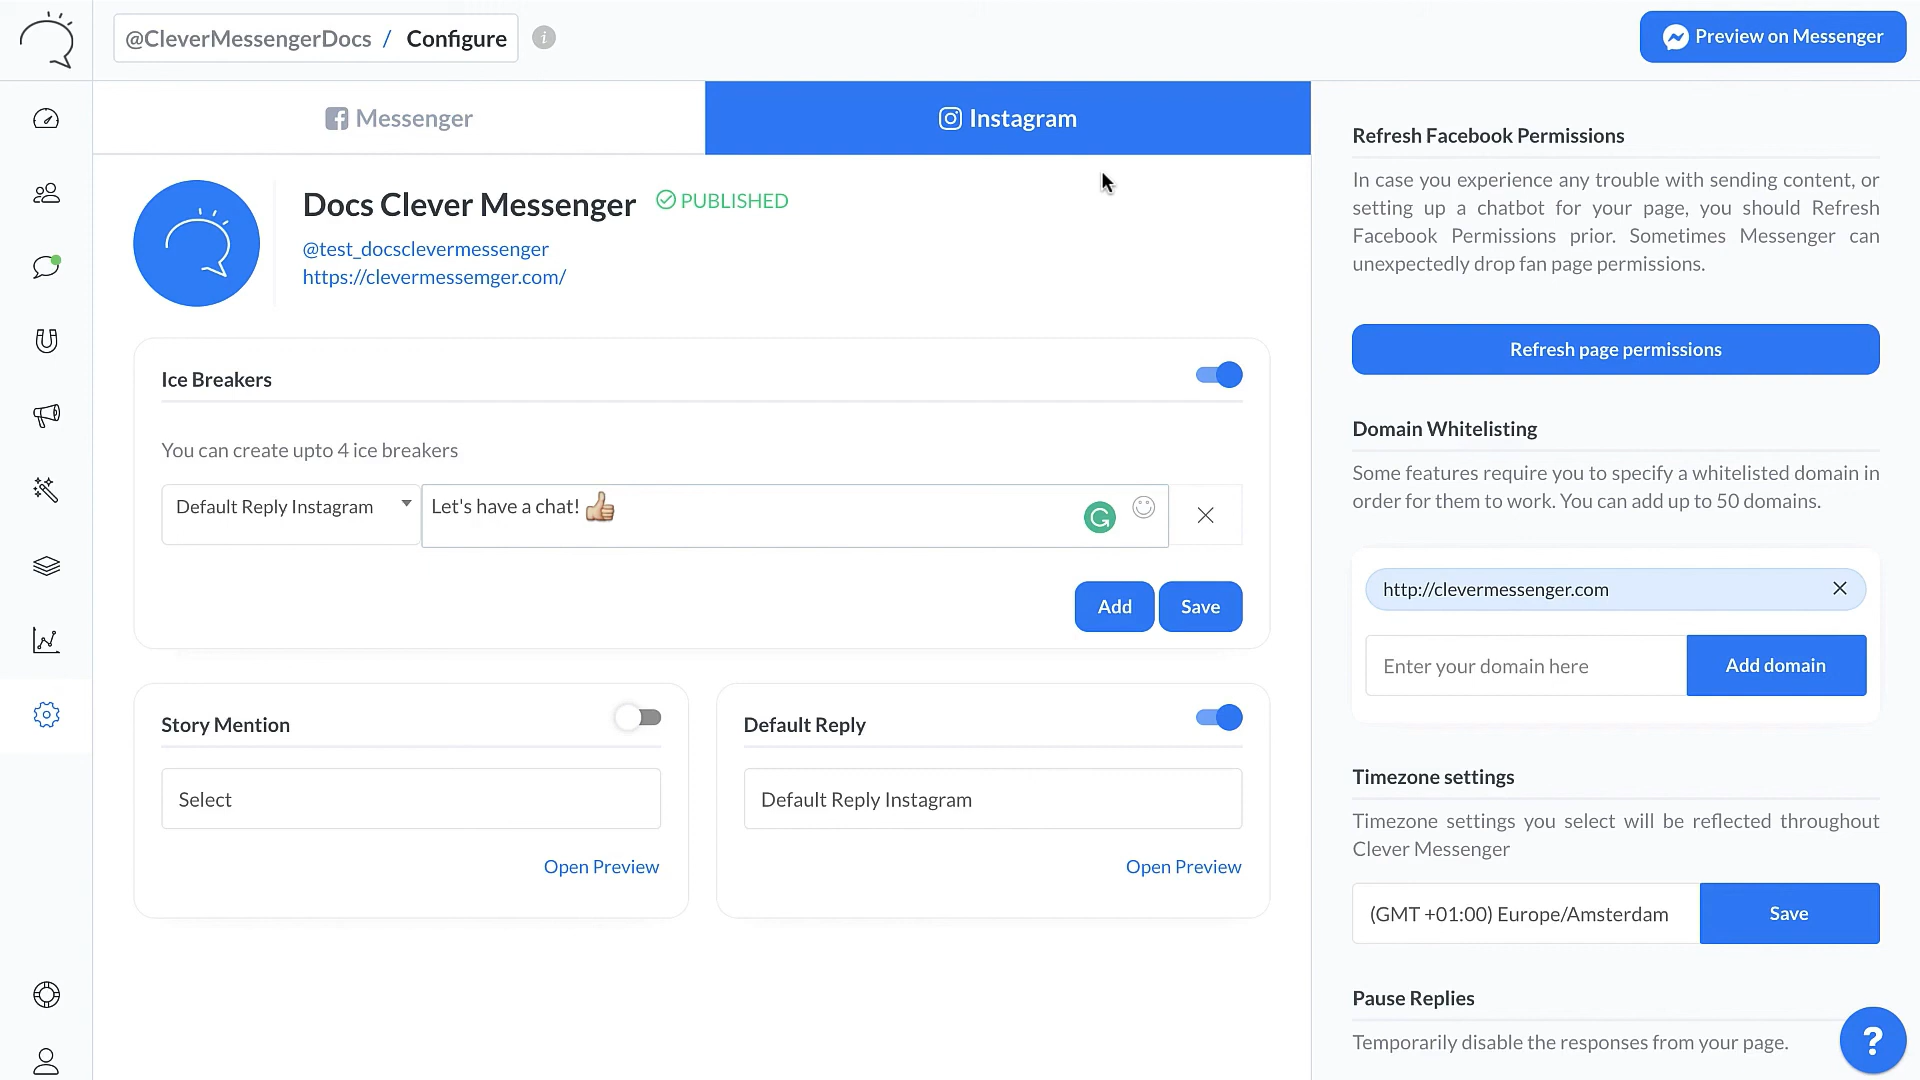 @CleverMessengerDocs / Configure
Preview on Messenger
Messenger
Instagram
Docs Clever Messenger
PUBLISHED
@test_docsclevermessenger
https://clevermessemger.com/
Ice Breakers
You can create upto 4 ice breakers
Default Reply Instagram
Let's have a chat! 👍🏼
Add
Save
Story Mention
Select
Open Preview
Default Reply
Default Reply Instagram
Open Preview
Refresh Facebook Permissions
In case you experience any trouble with sending content, or
setting up a chatbot for your page, you should Refresh
Facebook Permissions prior. Sometimes Messenger can
unexpectedly drop fan page permissions.
Refresh page permissions
Domain Whitelisting
Some features require you to specify a whitelisted domain in
order for them to work. You can add up to 50 domains.
http://clevermessenger.com
Enter your domain here
Add domain
Timezone settings
Timezone settings you select will be reflected throughout
Clever Messenger
(GMT +01:00) Europe/Amsterdam
Save
Pause Replies
Temporarily disable the responses from your page.
?